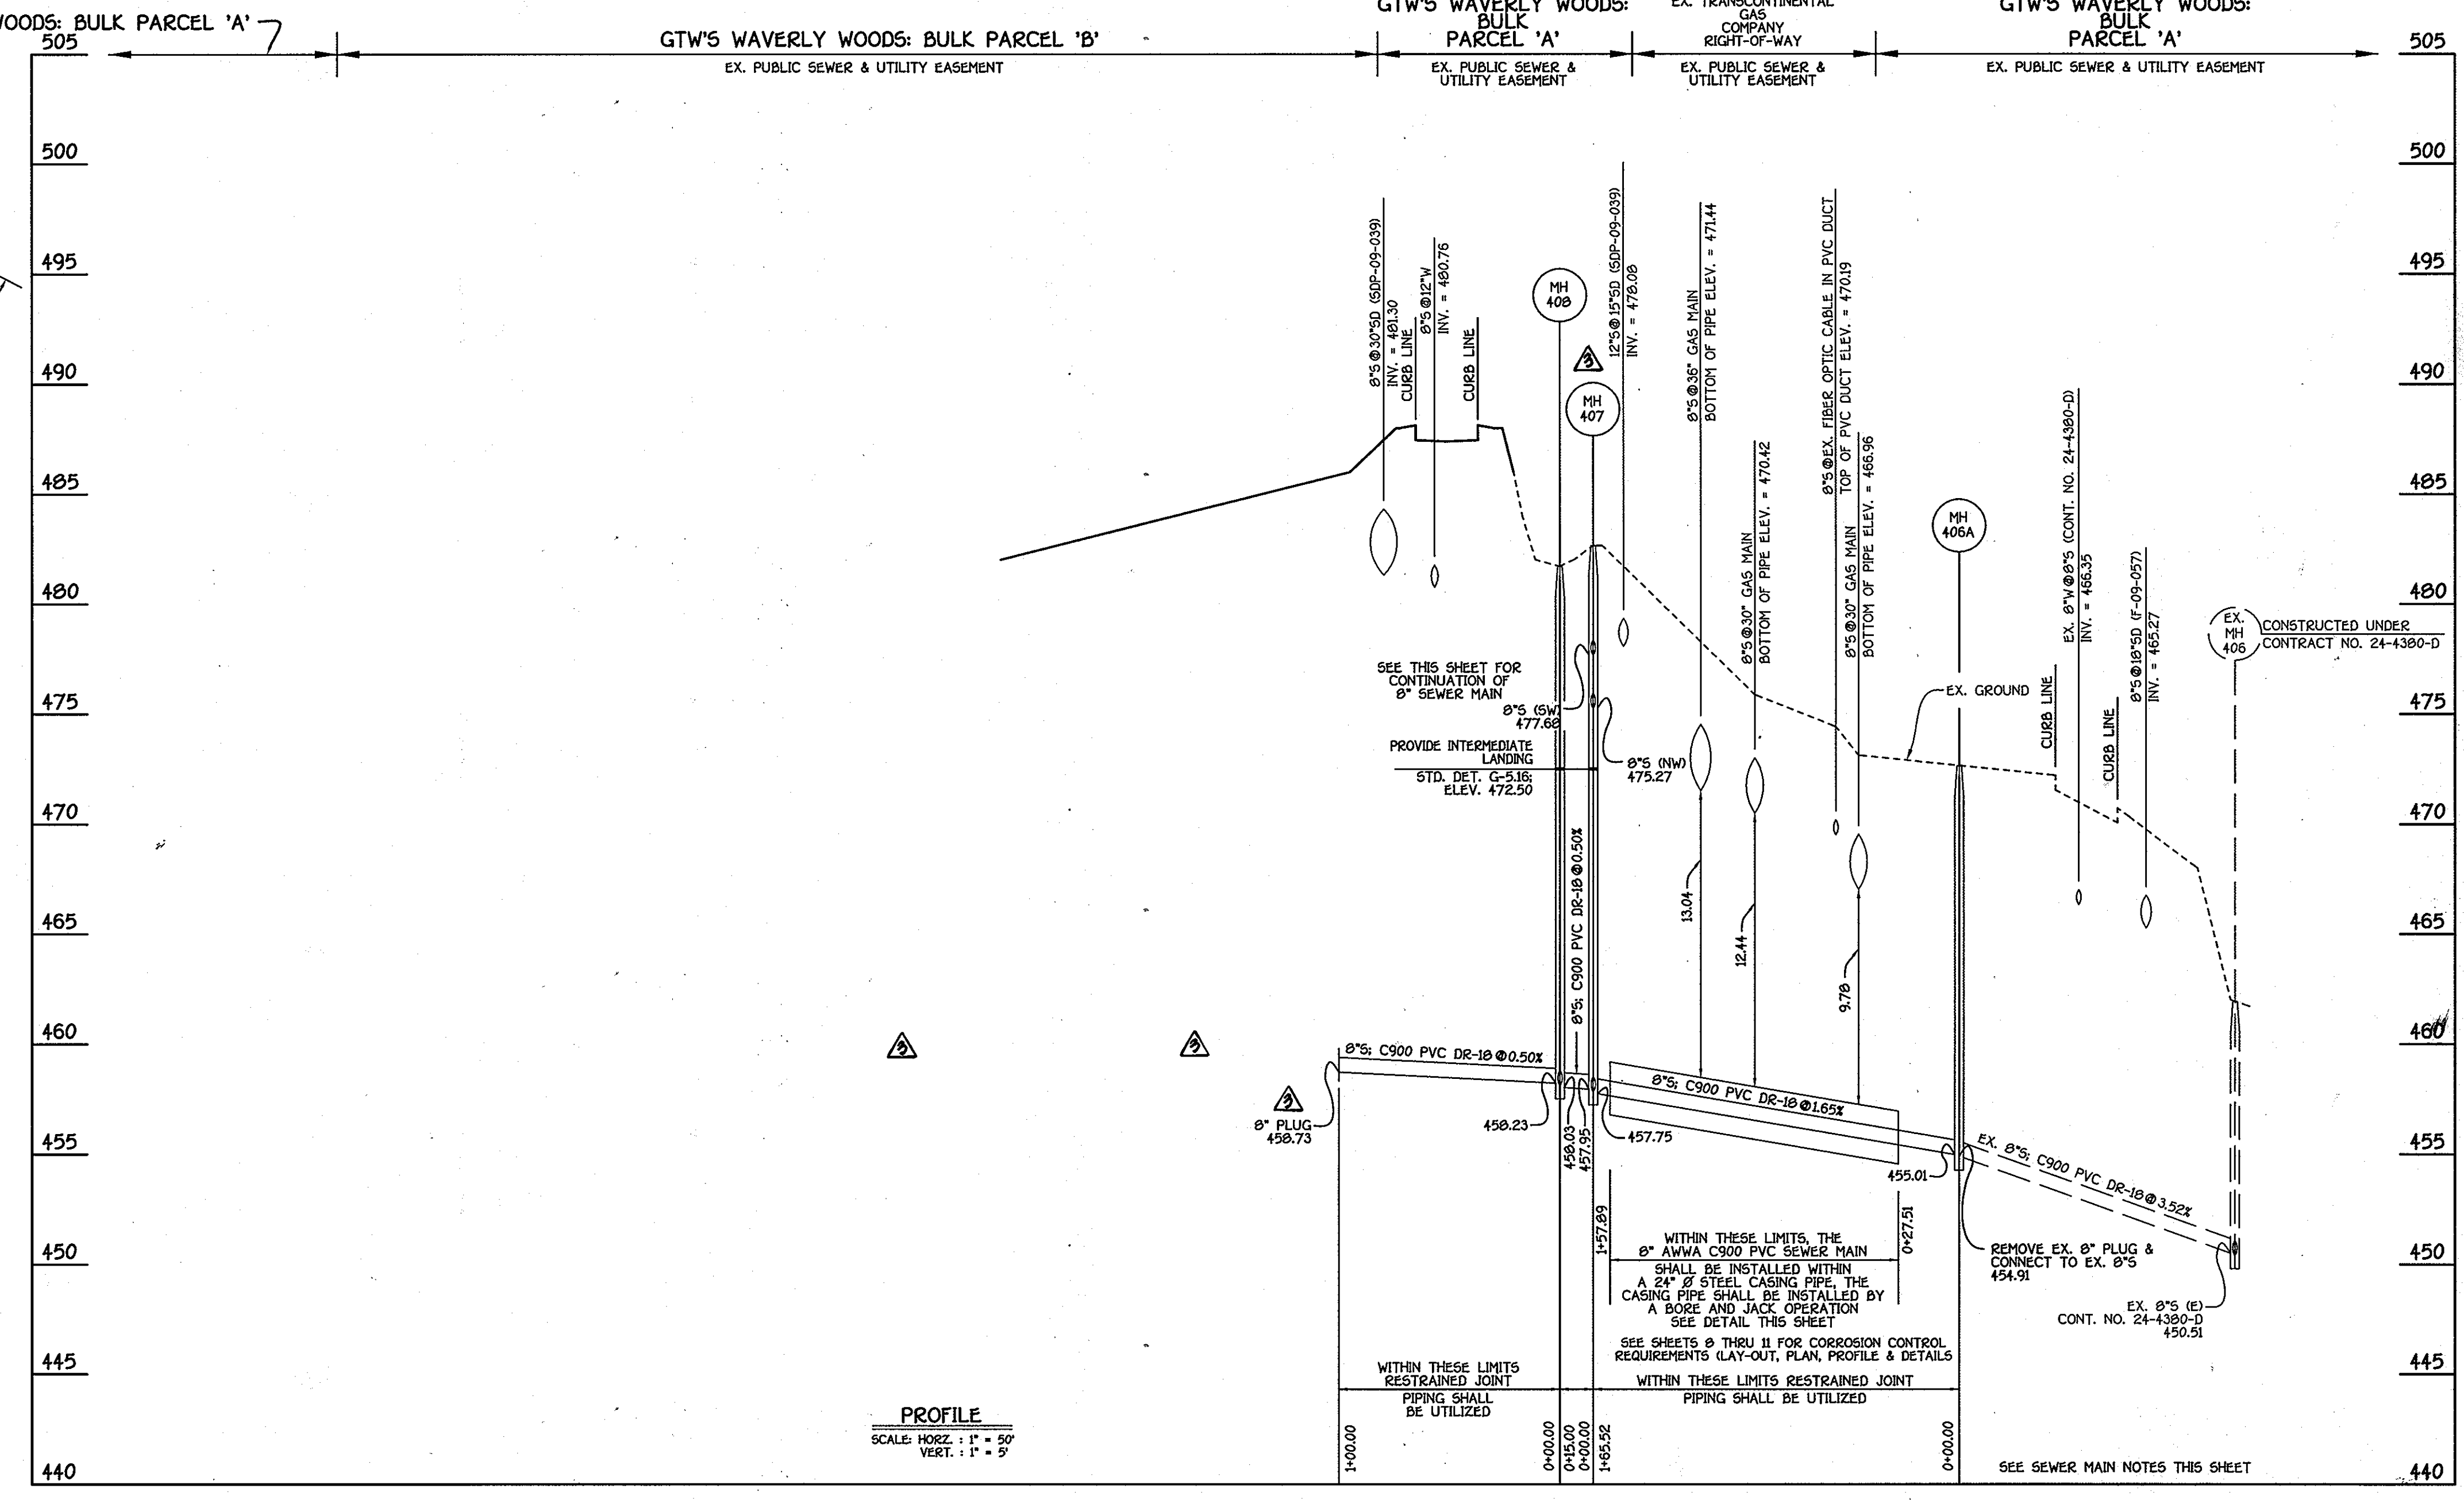 WOODS: BULK PARCEL 'A'
GTW'S WAVERLY WOODS: BULK PARCEL 'B'
EX. PUBLIC SEWER & UTILITY EASEMENT
GTW'S WAVERLY WOODS:
BULK
PARCEL 'A'
EX. PUBLIC SEWER &
UTILITY EASEMENT
EX. TRANSCONTINENTAL
GAS
COMPANY
RIGHT-OF-WAY
EX. PUBLIC SEWER &
UTILITY EASEMENT
GTW'S WAVERLY WOODS:
BULK
PARCEL 'A'
EX. PUBLIC SEWER & UTILITY EASEMENT
505
500
495
490
485
480
475
470
465
460
455
450
445
440
505
500
495
490
485
480
475
470
465
460
455
450
445
440
8"S@30"SD (SDP-09-039)
INV. = 481.30
CURB LINE
8"S@12"W
INV. = 480.76
CURB LINE
MH
408
3
MH
407
12"S@15"SD (SDP-09-039)
INV. = 478.08
8"S@36" GAS MAIN
BOTTOM OF PIPE ELEV. = 471.44
8"S@30" GAS MAIN
BOTTOM OF PIPE ELEV. = 470.42
8"S@EX. FIBER OPTIC CABLE IN PVC DUCT
TOP OF PVC DUCT ELEV. = 470.19
8"S@30" GAS MAIN
BOTTOM OF PIPE ELEV. = 466.96
MH
406A
EX. GROUND
CURB LINE
EX. 8"W@8"S (CONT. NO. 24-4380-D)
INV. = 466.35
CURB LINE
8"S@18"SD (F-09-057)
INV. = 465.27
EX.
MH
406
CONSTRUCTED UNDER
CONTRACT NO. 24-4380-D
SEE THIS SHEET FOR
CONTINUATION OF
8" SEWER MAIN
8"S (SW)
477.68
PROVIDE INTERMEDIATE
LANDING
STD. DET. G-5.16;
ELEV. 472.50
8"S (NW)
475.27
8"S; C900 PVC DR-18@0.50%
13.04
12.44
9.78
3
3
3
8" PLUG
458.73
8"S; C900 PVC DR-18@0.50%
458.23
458.03
457.95
457.75
8"S; C900 PVC DR-18@1.65%
455.01
EX. 8"S; C900 PVC DR-18@3.52%
REMOVE EX. 8" PLUG &
CONNECT TO EX. 8"S
454.91
EX. 8"S (E)
CONT. NO. 24-4380-D
450.51
1+57.89
0+27.51
WITHIN THESE LIMITS, THE
8" AWWA C900 PVC SEWER MAIN
SHALL BE INSTALLED WITHIN
A 24" Ø STEEL CASING PIPE, THE
CASING PIPE SHALL BE INSTALLED BY
A BORE AND JACK OPERATION
SEE DETAIL THIS SHEET
SEE SHEETS 8 THRU 11 FOR CORROSION CONTROL
REQUIREMENTS (LAY-OUT, PLAN, PROFILE & DETAILS
WITHIN THESE LIMITS
RESTRAINED JOINT
PIPING SHALL
BE UTILIZED
WITHIN THESE LIMITS RESTRAINED JOINT
PIPING SHALL BE UTILIZED
PROFILE
SCALE: HORZ. : 1" = 50'
VERT. : 1" = 5'
1+00.00
0+00.00
0+15.00
0+00.00
1+65.52
0+00.00
SEE SEWER MAIN NOTES THIS SHEET